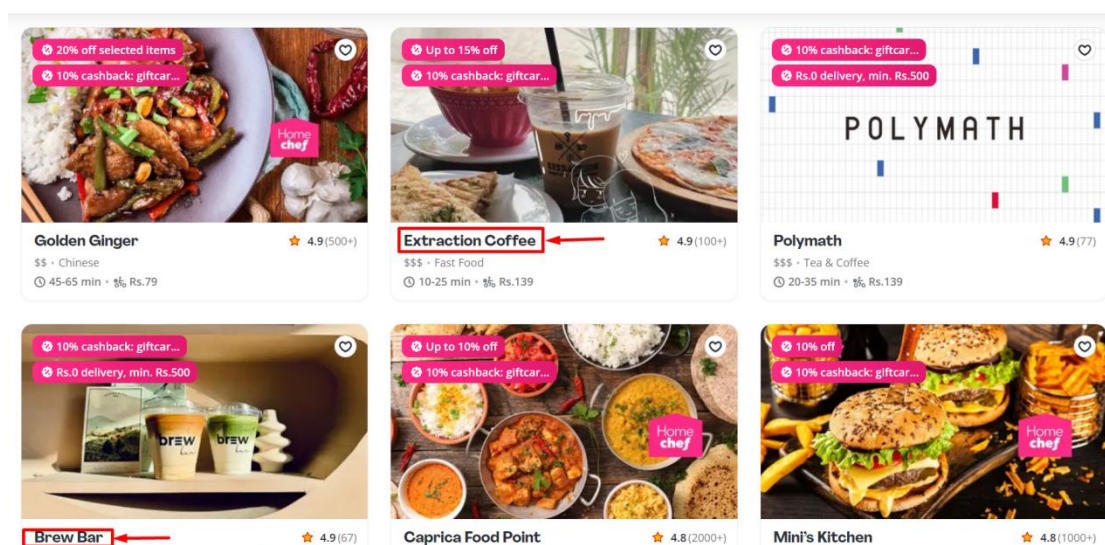 20% off selected items
10% cashback: giftcar...
Home
chef
Golden Ginger
4.9 (500+)
$$ • Chinese
45-65 min • Rs.79
Up to 15% off
10% cashback: giftcar...
Extraction Coffee
4.9 (100+)
$$$ • Fast Food
10-25 min • Rs.139
10% cashback: giftcar...
Rs.0 delivery, min. Rs.500
POLYMATH
Polymath
4.9 (77)
$$$ • Tea & Coffee
20-35 min • Rs.139
10% cashback: giftcar...
Rs.0 delivery, min. Rs.500
brew
bar
brew
bar
Brew Bar
4.9 (67)
Up to 10% off
10% cashback: giftcar...
Home
chef
Caprica Food Point
4.8 (2000+)
10% off
10% cashback: giftcar...
Home
chef
Mini's Kitchen
4.8 (1000+)